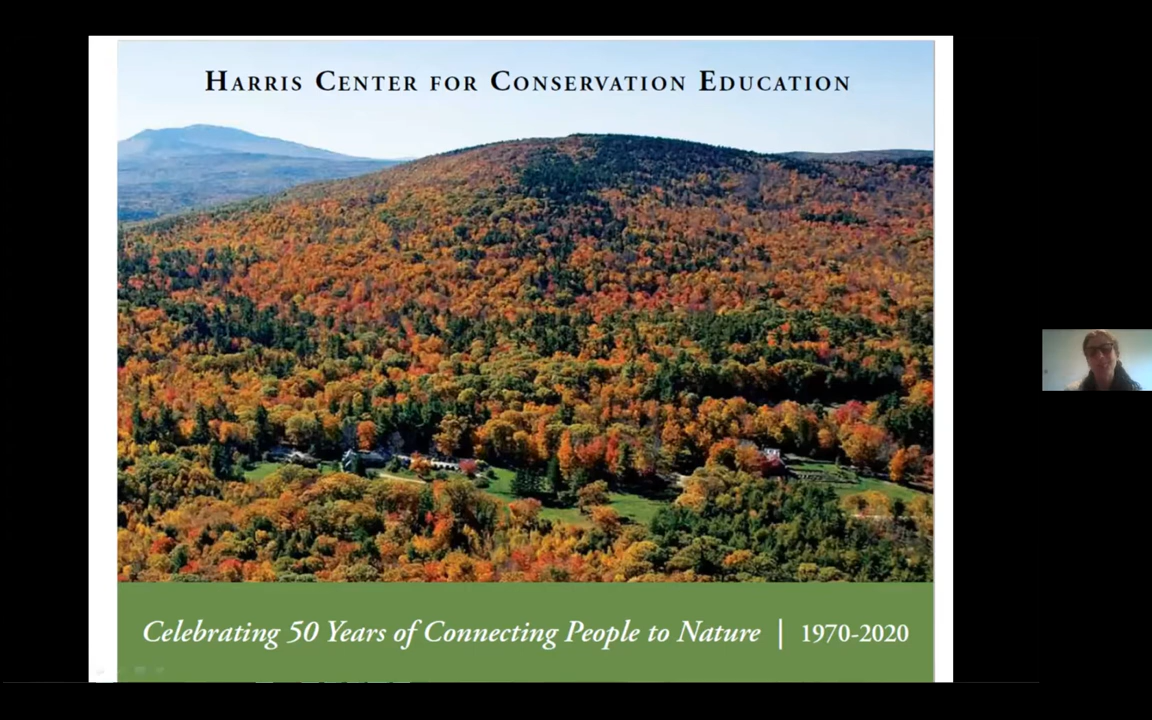 Harris Center for Conservation Education
Celebrating 50 Years of Connecting People to Nature | 1970-2020